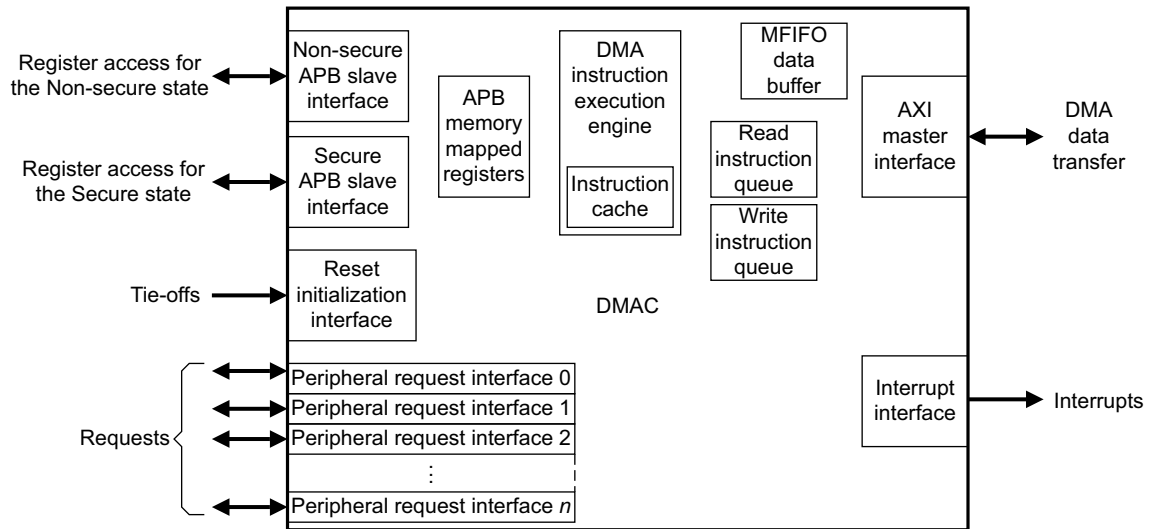 Register access for
the Non-secure state
Non-secure
APB slave
interface
Register access for
the Secure state
Secure
APB slave
interface
APB
memory
mapped
registers
DMA
instruction
execution
engine
Instruction
cache
MFIFO
data
buffer
Read
instruction
queue
Write
instruction
queue
AXI
master
interface
DMA
data
transfer
Tie-offs
Reset
initialization
interface
DMAC
Requests
Peripheral request interface 0
Peripheral request interface 1
Peripheral request interface 2
⋮
Peripheral request interface n
Interrupt
interface
Interrupts